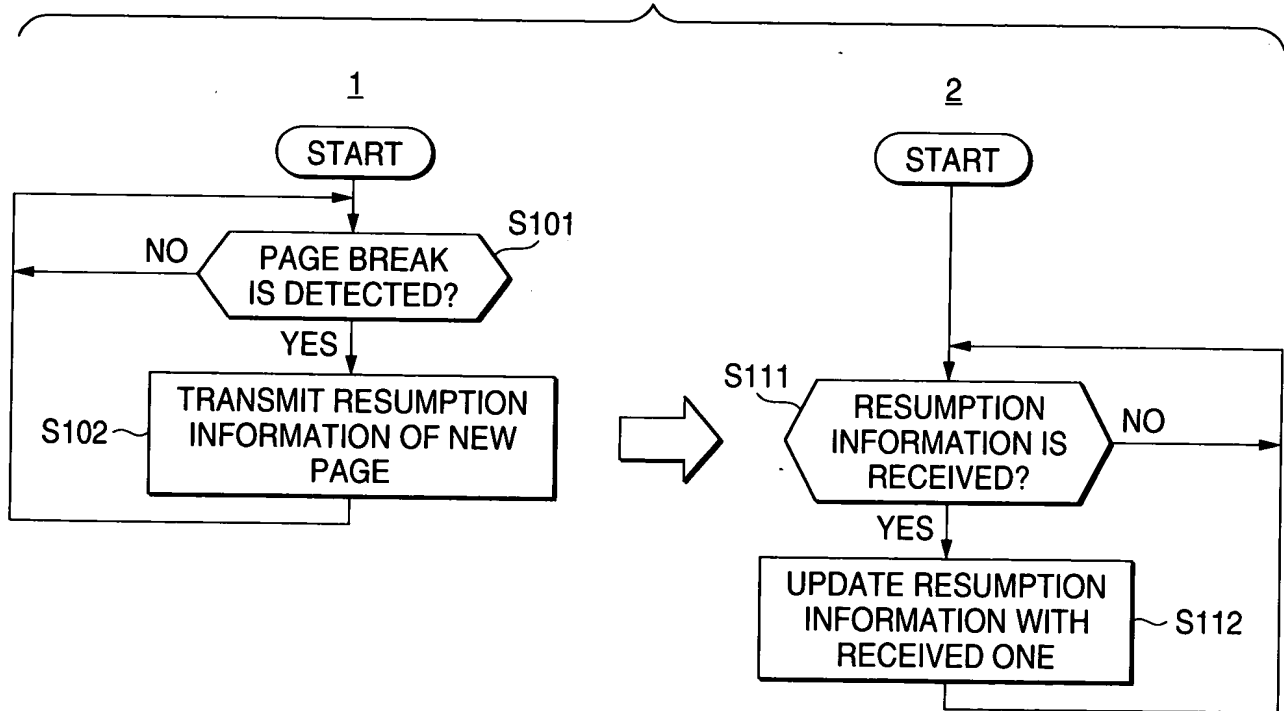 1
START
S101
NO
PAGE BREAK
IS DETECTED?
YES
S102
TRANSMIT RESUMPTION
INFORMATION OF NEW
PAGE
2
START
S111
RESUMPTION
INFORMATION IS
RECEIVED?
NO
YES
UPDATE RESUMPTION
INFORMATION WITH
RECEIVED ONE
S112